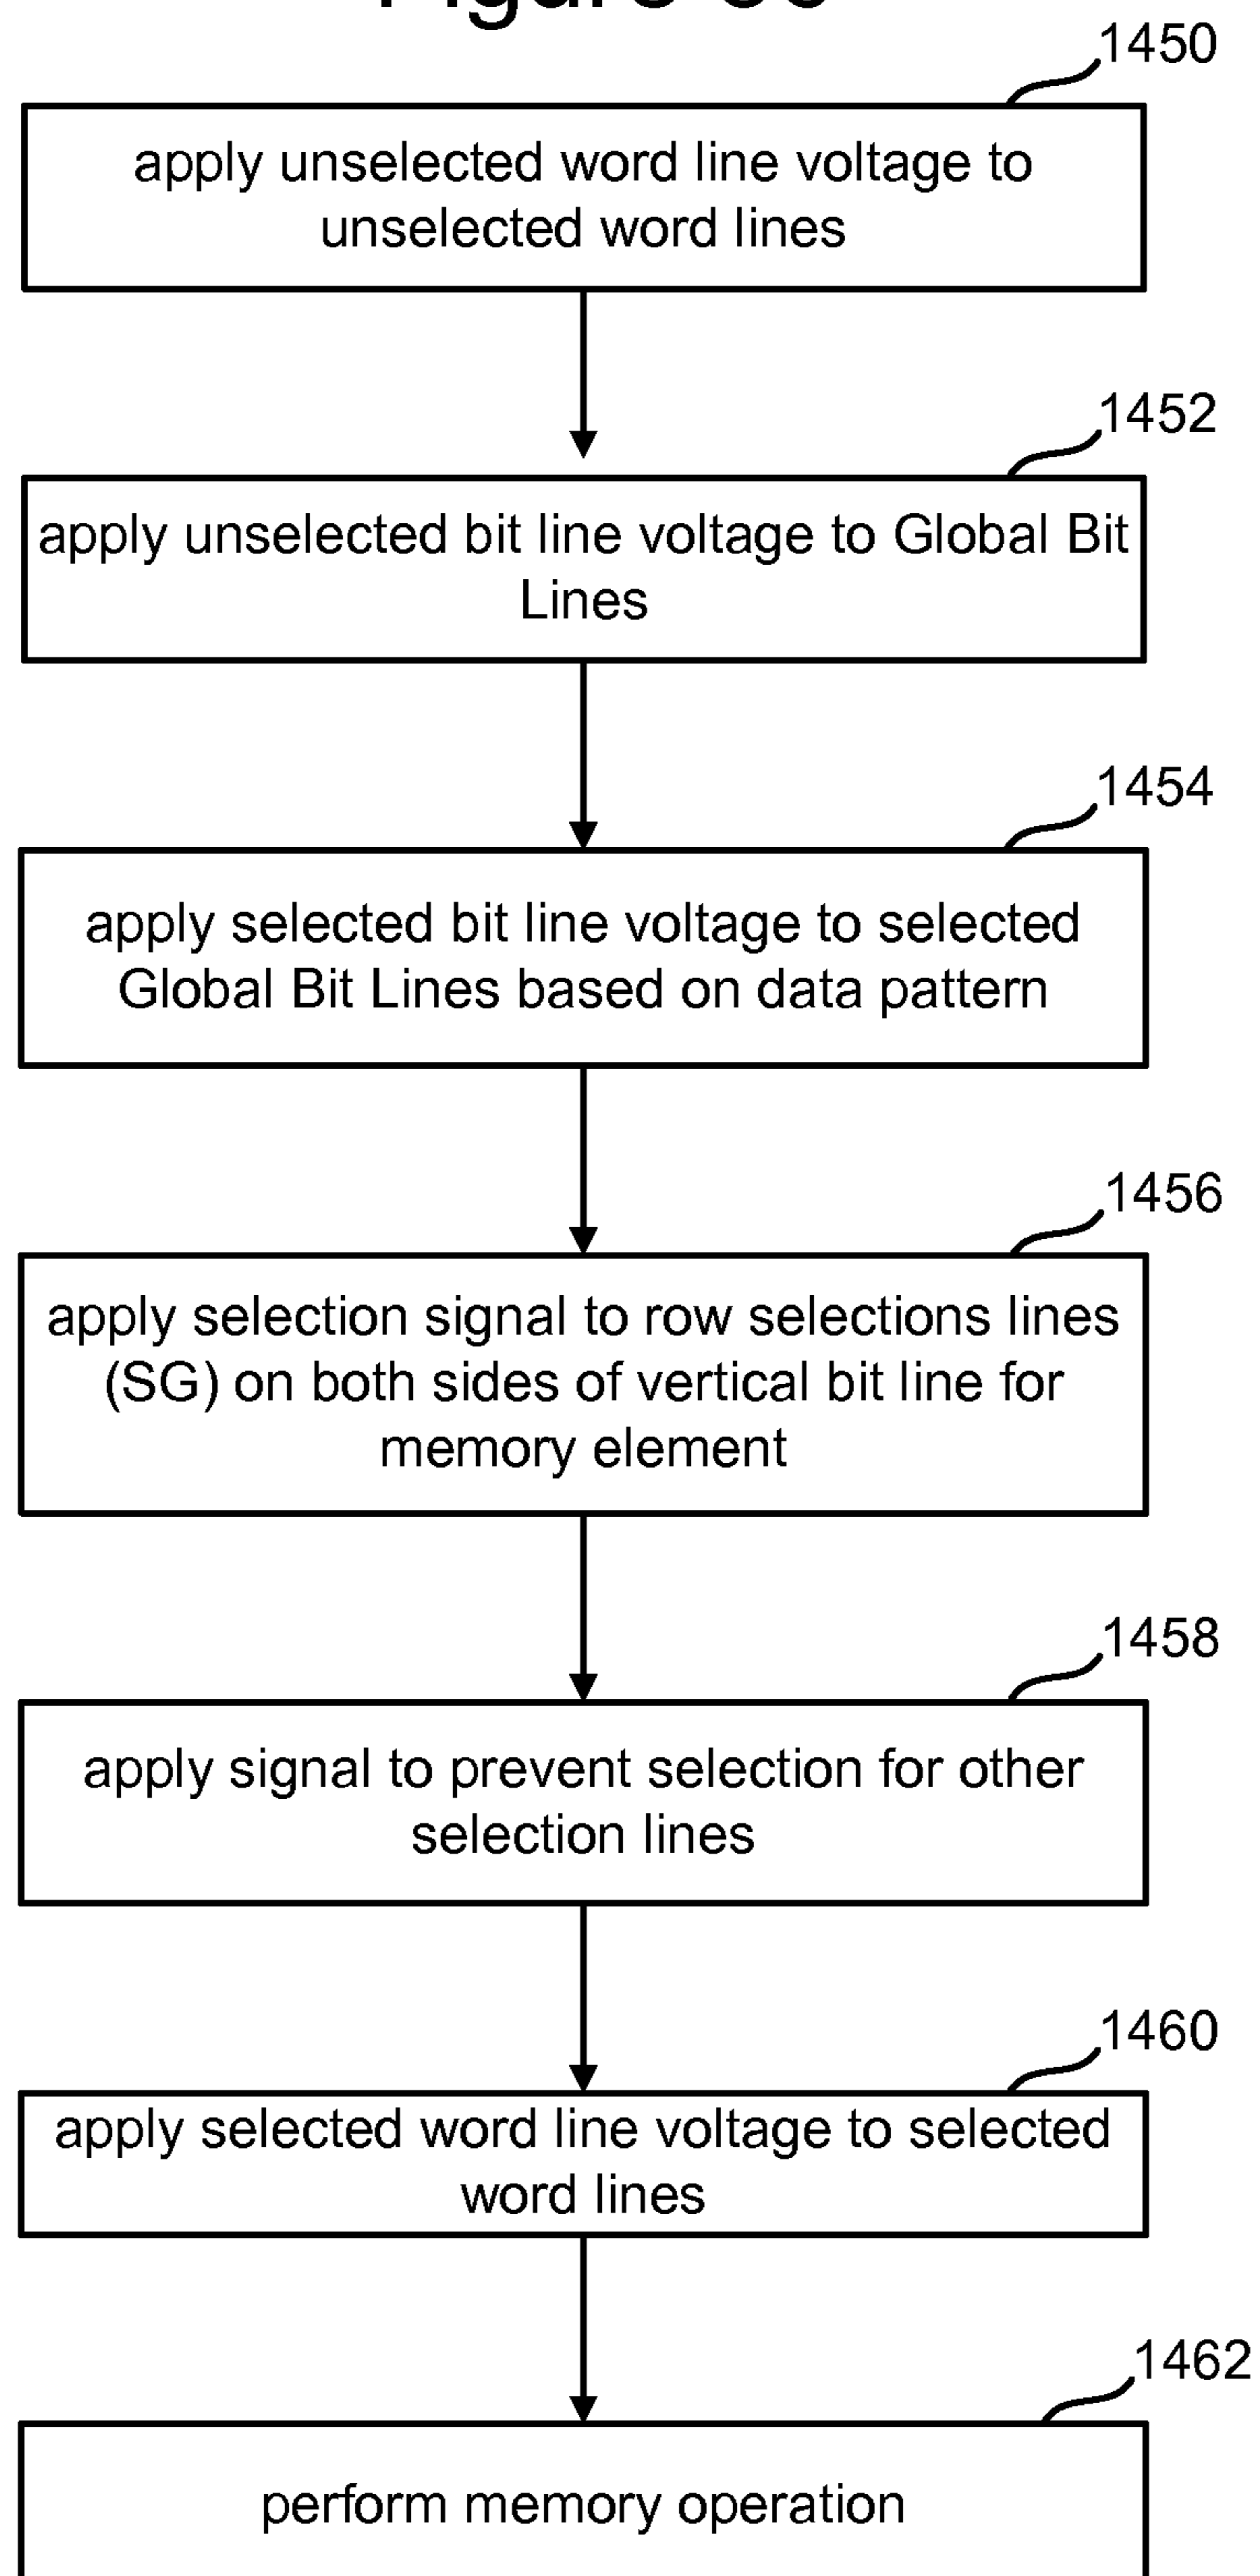 1450
apply unselected word line voltage to
unselected word lines
1452
apply unselected bit line voltage to Global Bit
Lines
1454
apply selected bit line voltage to selected
Global Bit Lines based on data pattern
1456
apply selection signal to row selections lines
(SG) on both sides of vertical bit line for
memory element
1458
apply signal to prevent selection for other
selection lines
1460
apply selected word line voltage to selected
word lines
1462
perform memory operation